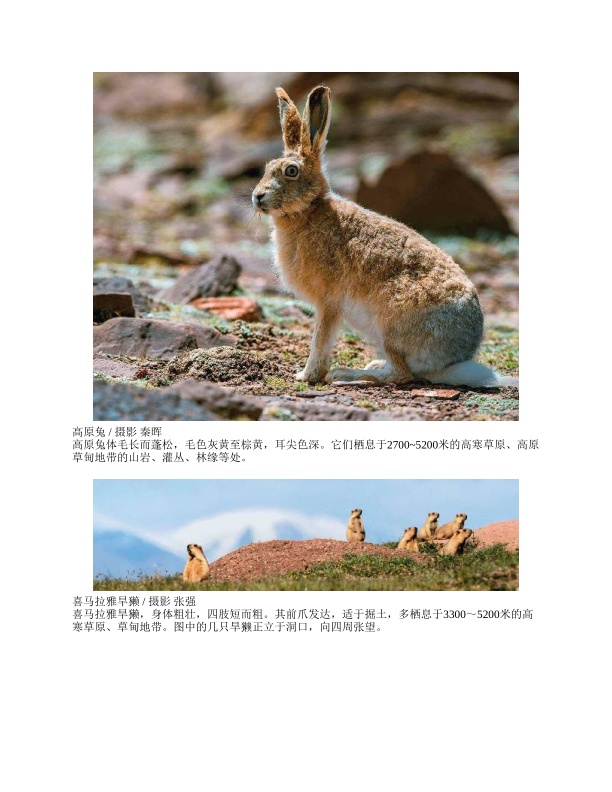 高原兔 / 摄影 秦晖
高原兔体毛长而蓬松，毛色灰黄至棕黄，耳尖色深。它们栖息于2700~5200米的高寒草原、高原
草甸地带的山岩、灌丛、林缘等处。
喜马拉雅旱獭 / 摄影 张强
喜马拉雅旱獭，身体粗壮，四肢短而粗。其前爪发达，适于掘土，多栖息于3300～5200米的高
寒草原、草甸地带。图中的几只旱獭正立于洞口，向四周张望。